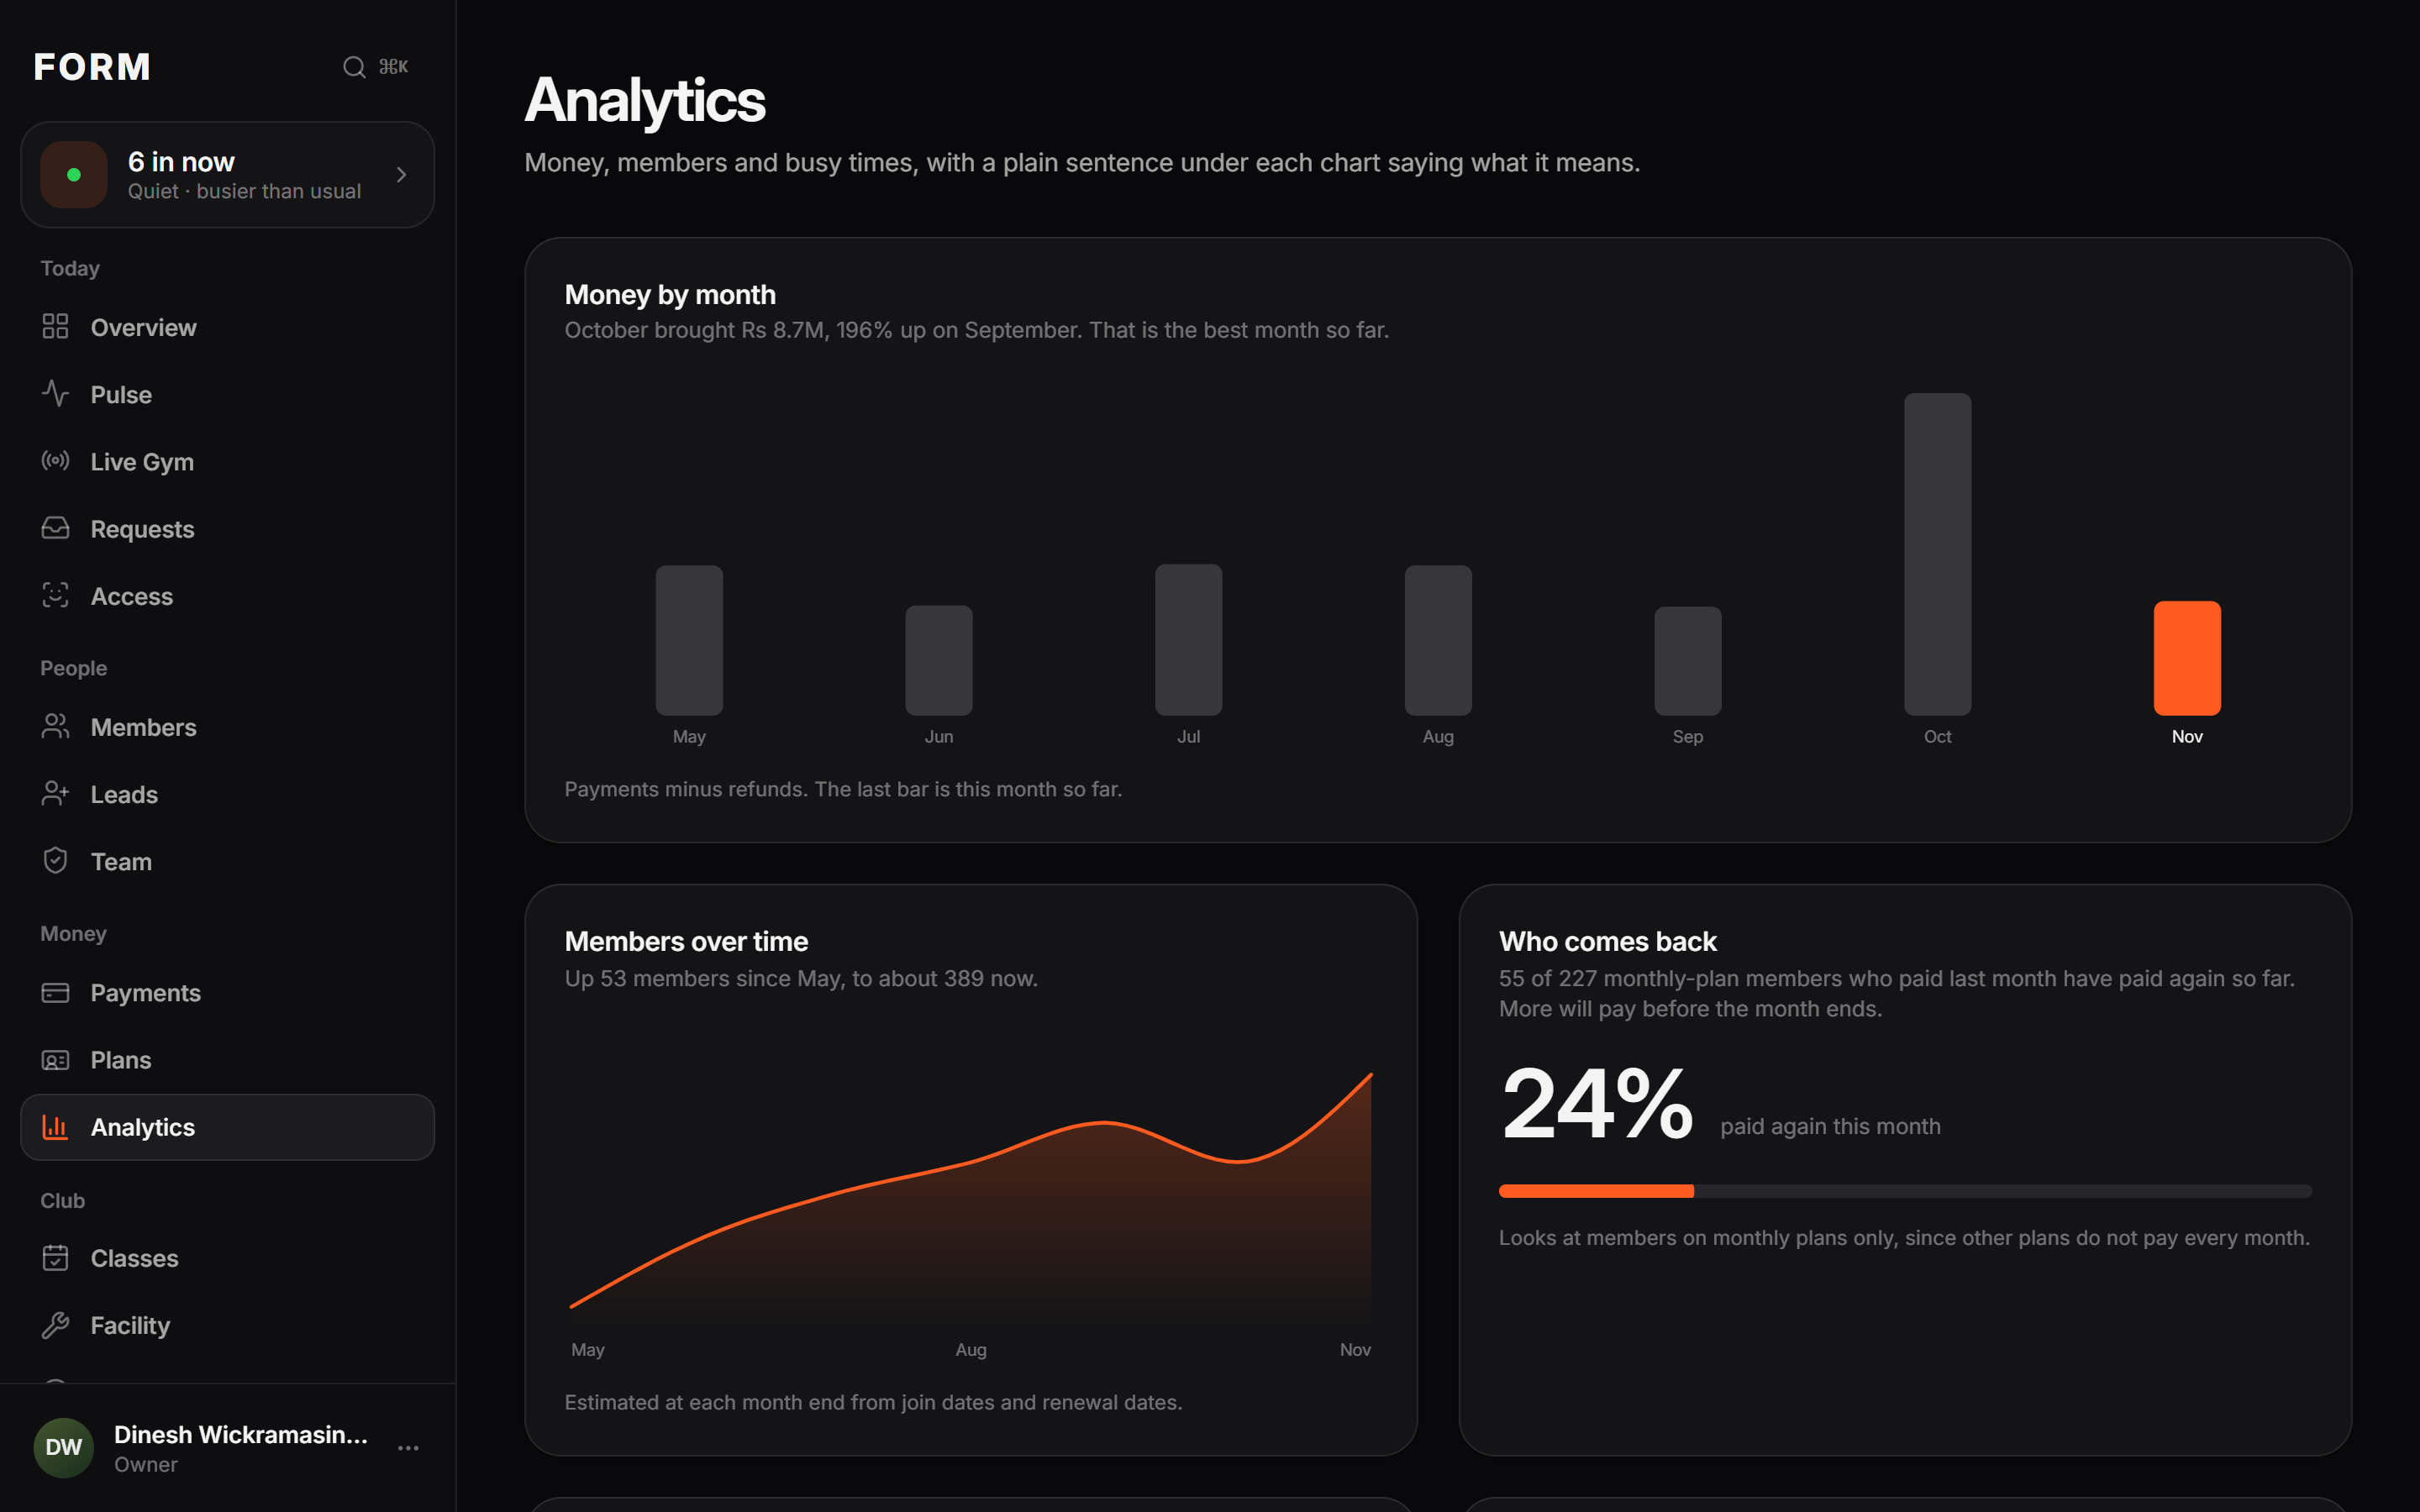 FORM
⌘K
6 in now
Quiet · busier than usual
Today
Overview
Pulse
Live Gym
Requests
Access
People
Members
Leads
Team
Money
Payments
Plans
Analytics
Club
Classes
Facility
DW
Dinesh Wickramasin...
Owner
Analytics
Money, members and busy times, with a plain sentence under each chart saying what it means.
Money by month
October brought Rs 8.7M, 196% up on September. That is the best month so far.
May
Jun
Jul
Aug
Sep
Oct
Nov
Payments minus refunds. The last bar is this month so far.
Members over time
Up 53 members since May, to about 389 now.
May
Aug
Nov
Estimated at each month end from join dates and renewal dates.
Who comes back
55 of 227 monthly-plan members who paid last month have paid again so far.
More will pay before the month ends.
24% paid again this month
Looks at members on monthly plans only, since other plans do not pay every month.